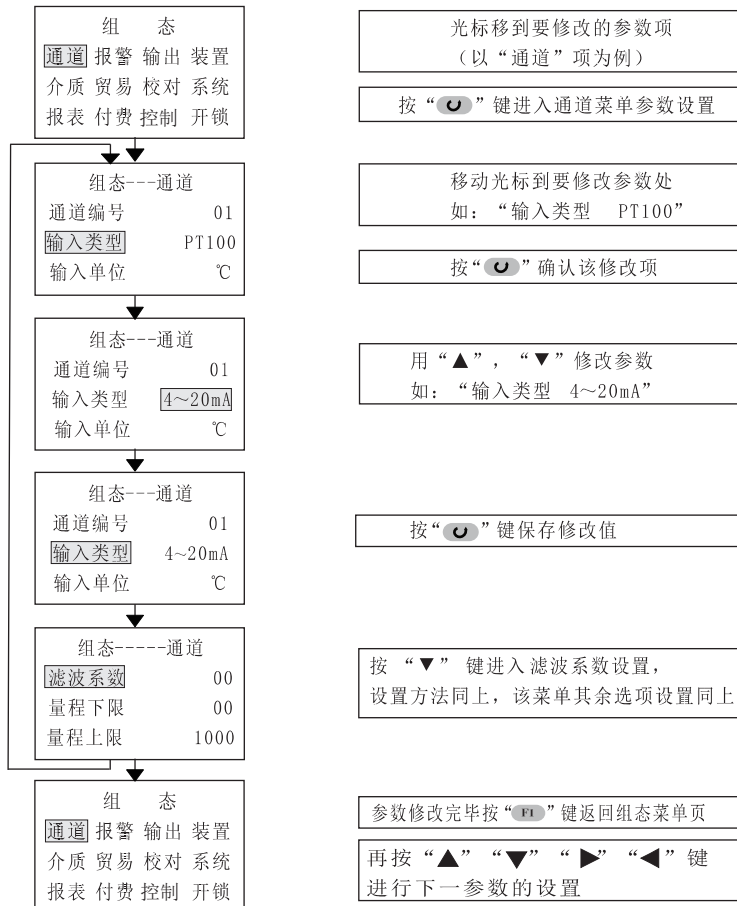 组 态
通道 报警 输出 装置
介质 贸易 校对 系统
报表 付费 控制 开锁
光标移到要修改的参数项
（以“通道”项为例）
按“ ”键进入通道菜单参数设置
组态---通道
通道编号 01
输入类型 PT100
输入单位 ℃
移动光标到要修改参数处
如：“输入类型 PT100”
按“ ”确认该修改项
组态---通道
通道编号 01
输入类型 4～20mA
输入单位 ℃
用“▲”，“▼”修改参数
如：“输入类型 4～20mA”
组态---通道
通道编号 01
输入类型 4~20mA
输入单位 ℃
按“ ”键保存修改值
组态-----通道
滤波系数 00
量程下限 00
量程上限 1000
按 “▼” 键进入滤波系数设置，
设置方法同上，该菜单其余选项设置同上
组 态
通道 报警 输出 装置
介质 贸易 校对 系统
报表 付费 控制 开锁
参数修改完毕按“F1”键返回组态菜单页
再按“▲”“▼”“▶”“◀”键
进行下一参数的设置